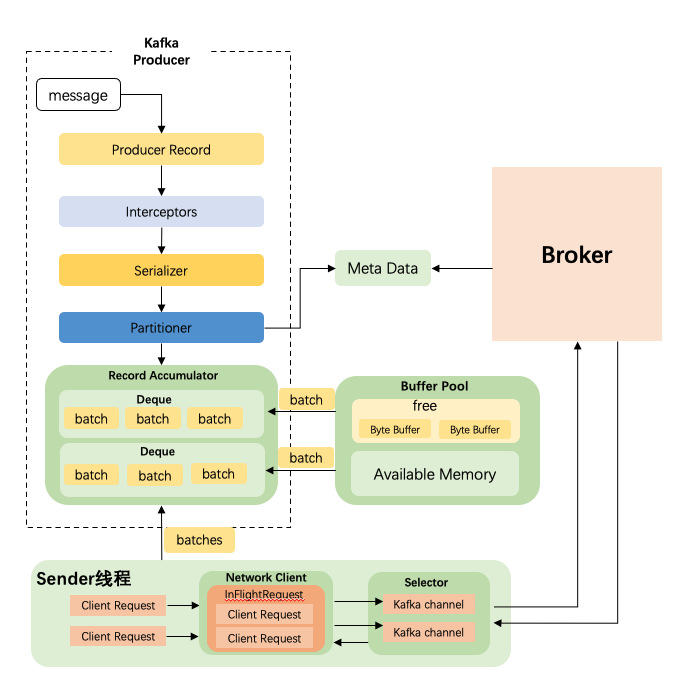 Kafka
Producer
message
Producer Record
Interceptors
Serializer
Partitioner
Meta Data
Broker
Record Accumulator
Deque
batch
batch
batch
Deque
batch
batch
batch
batch
batch
Buffer Pool
free
Byte Buffer
Byte Buffer
Available Memory
batches
Sender线程
Client Request
Client Request
Network Client
InFlightRequest
Client Request
Client Request
Selector
Kafka channel
Kafka channel